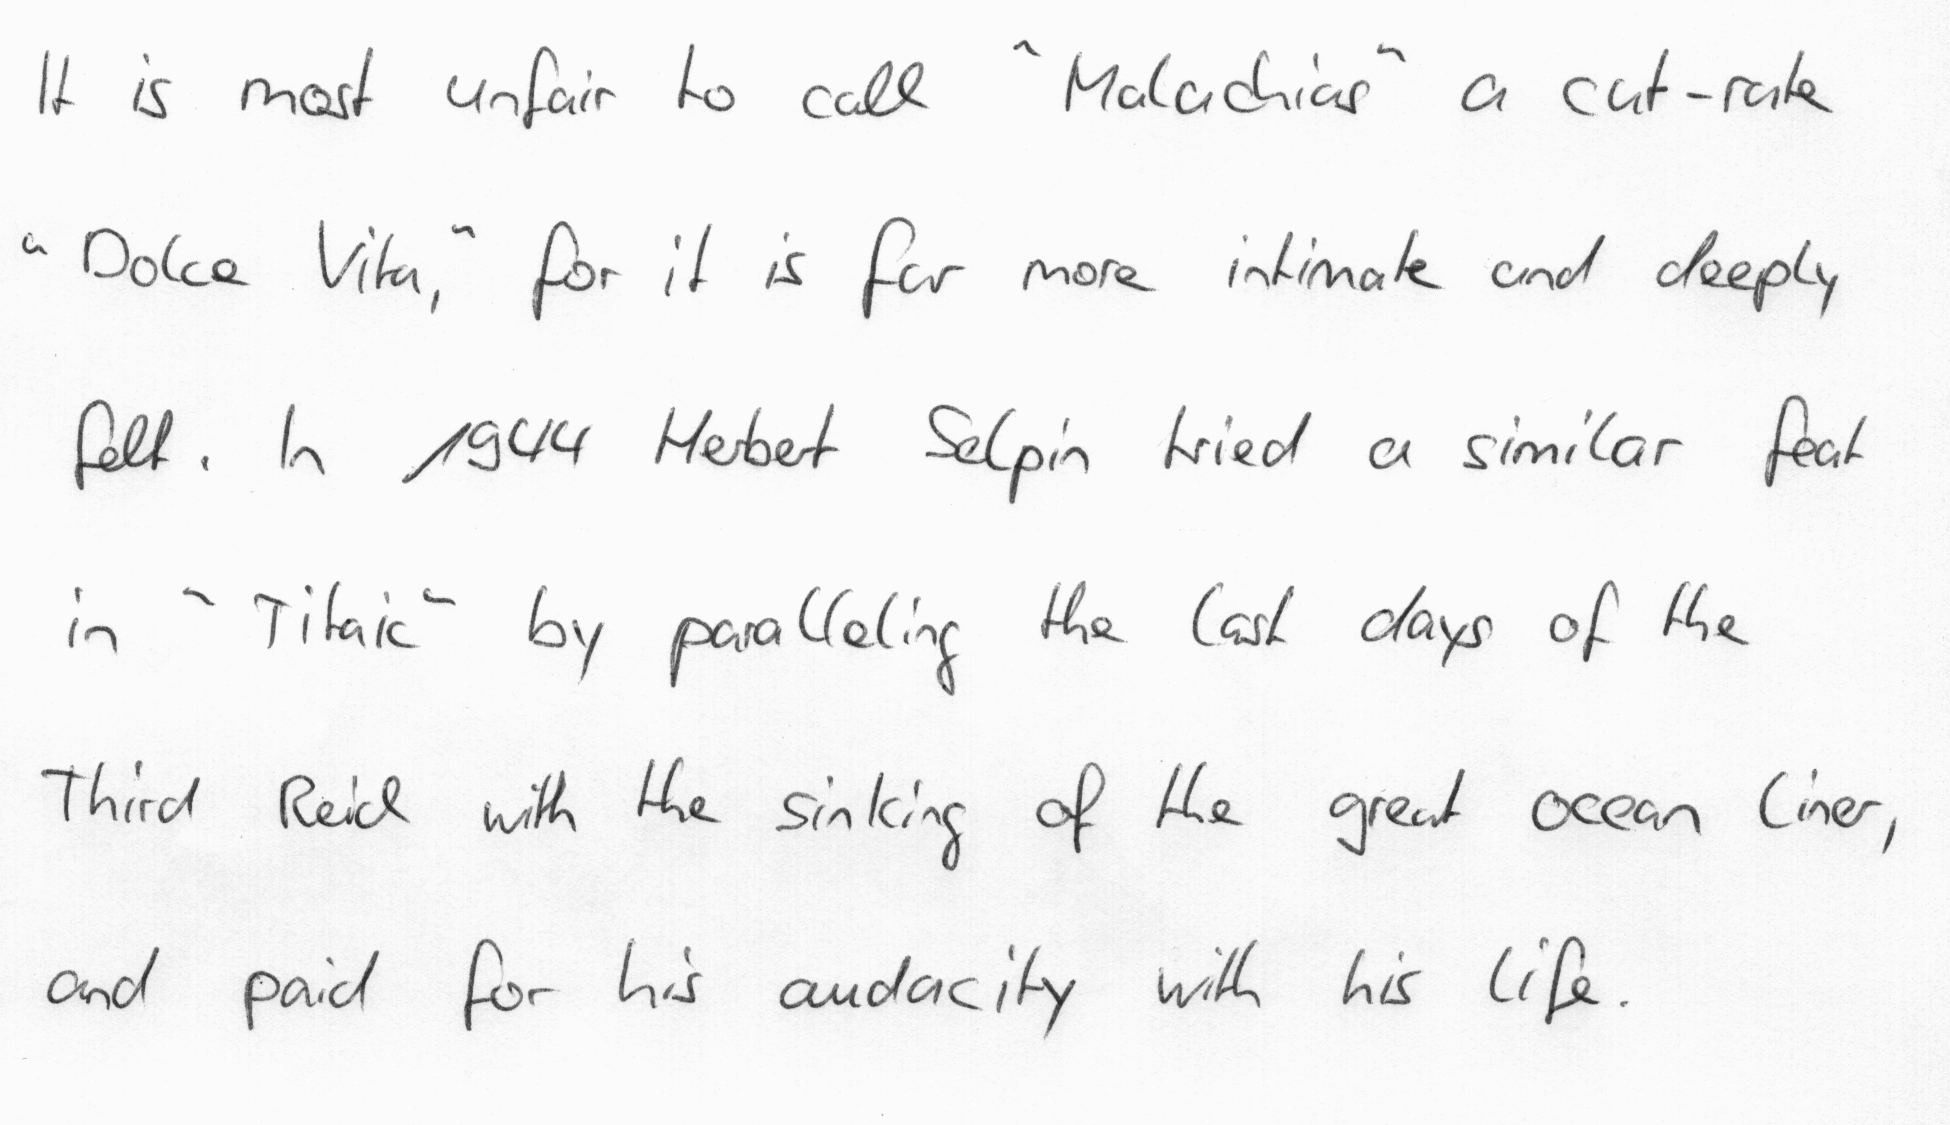 It is most unfair to call "Malachias" a cut-rate
"Dolce Vita," for it is far more intimate and deeply
felt. In 1944 Herbert Selpin tried a similar feat
in "Titaic" by paralleling the last days of the
Third Reich with the sinking of the great ocean liner,
and paid for his audacity with his life.